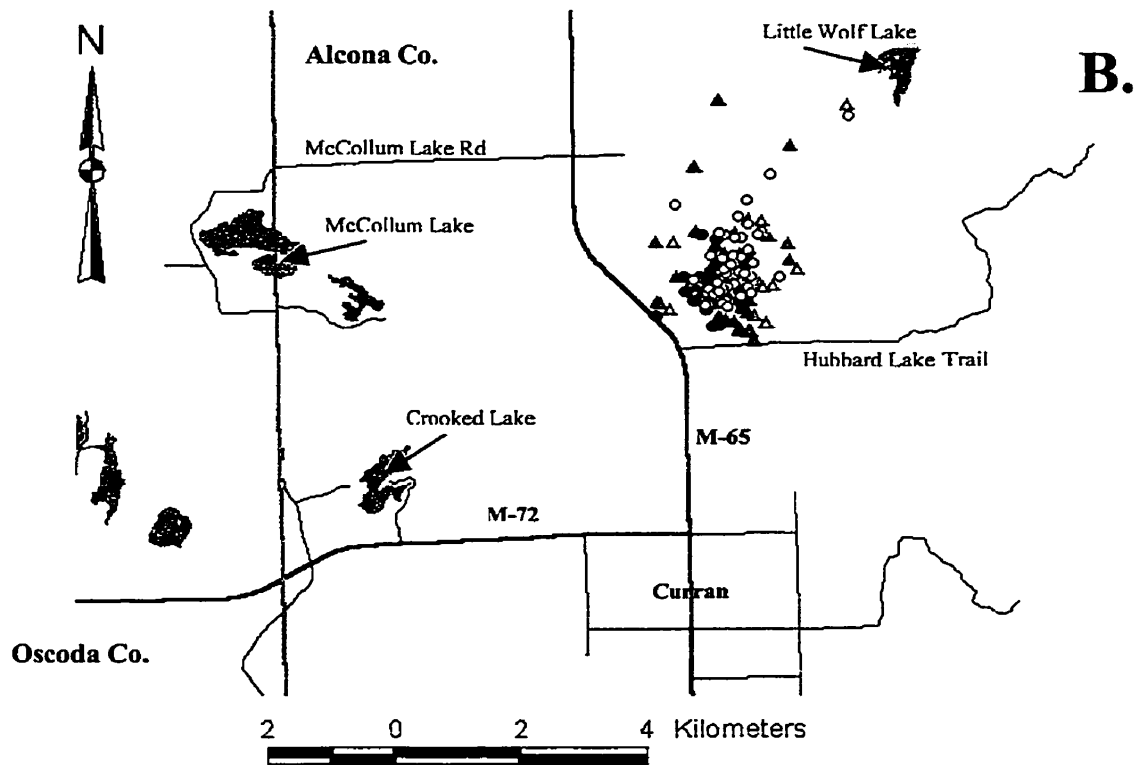 N
Alcona Co.
Little Wolf Lake
B.
McCollum Lake Rd
McCollum Lake
Hubbard Lake Trail
Crooked Lake
M-65
M-72
Curran
Oscoda Co.
2 0 2 4 Kilometers